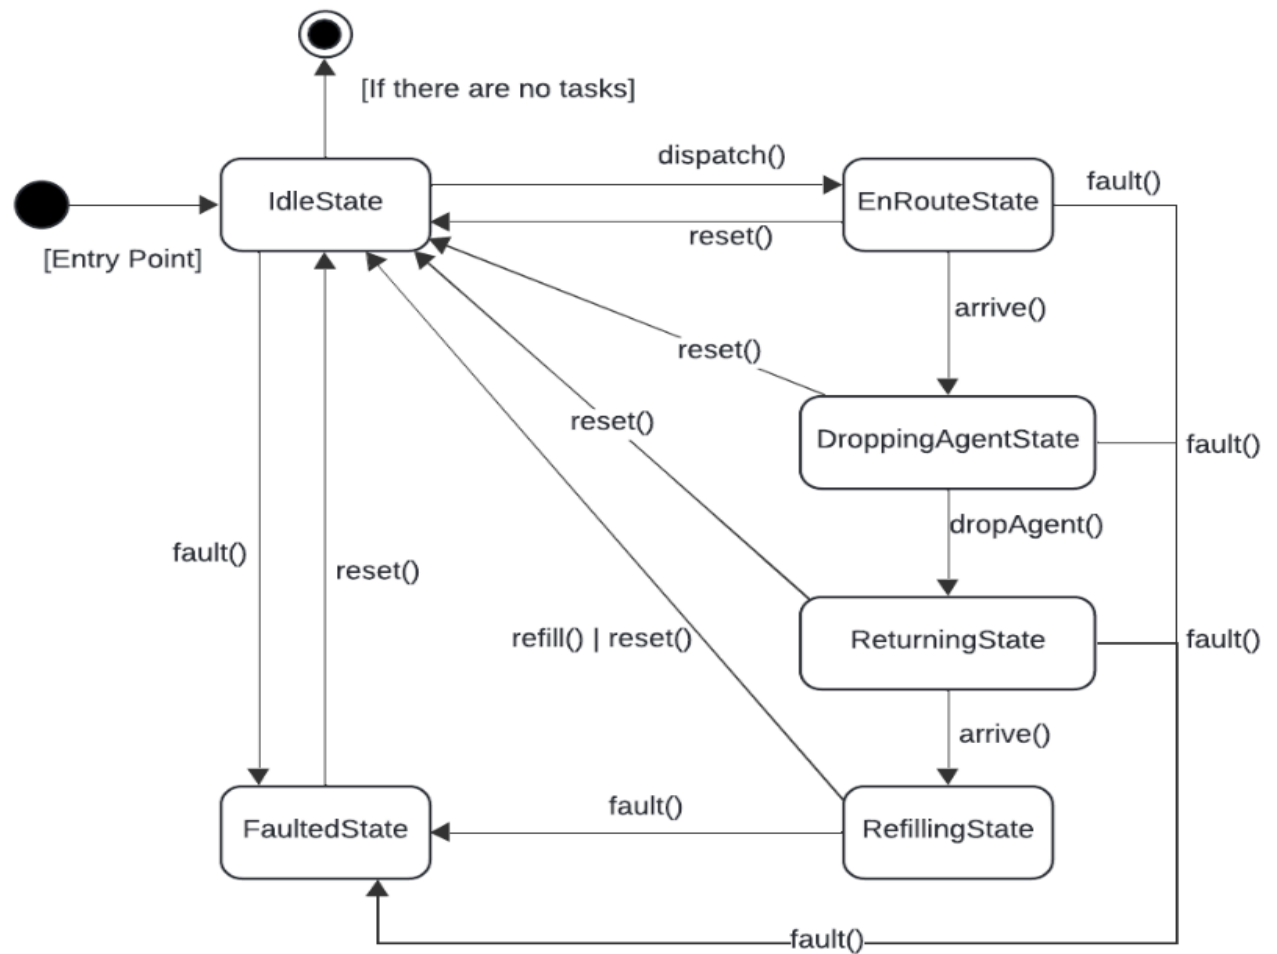 [If there are no tasks]
dispatch()
fault()
IdleState
EnRouteState
reset()
[Entry Point]
arrive()
reset()
reset()
DroppingAgentState
fault()
dropAgent()
fault()
reset()
refill() | reset()
ReturningState
fault()
arrive()
fault()
FaultedState
RefillingState
fault()